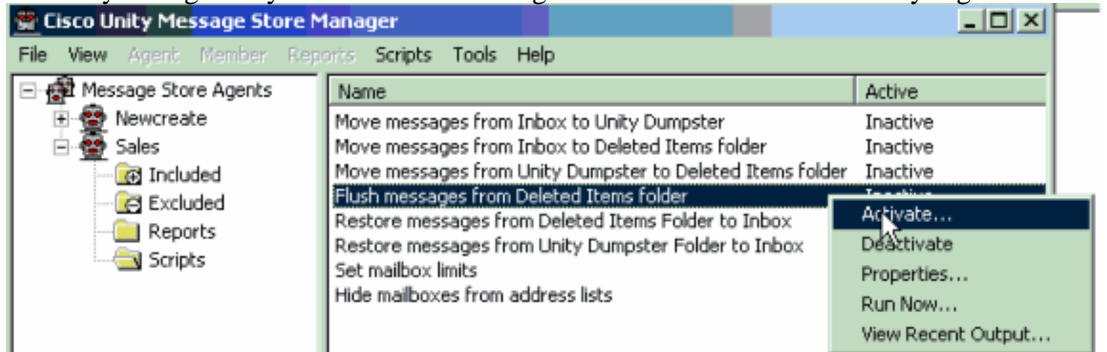 Cisco Unity Message Store Manager
File View Agent Member Reports Scripts Tools Help
Message Store Agents
Newcreate
Sales
Included
Excluded
Reports
Scripts
Name Active
Move messages from Inbox to Unity Dumpster Inactive
Move messages from Inbox to Deleted Items folder Inactive
Move messages from Unity Dumpster to Deleted Items folder Inactive
Flush messages from Deleted Items folder
Restore messages from Deleted Items Folder to Inbox
Restore messages from Unity Dumpster Folder to Inbox
Set mailbox limits
Hide mailboxes from address lists
Activate...
Deactivate
Properties...
Run Now...
View Recent Output...